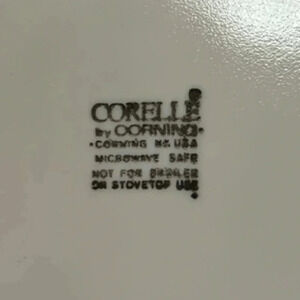 CORELLE
by CORNING
CORNING NY. USA
MICROWAVE SAFE
NOT FOR BROILER
OR STOVETOP USE